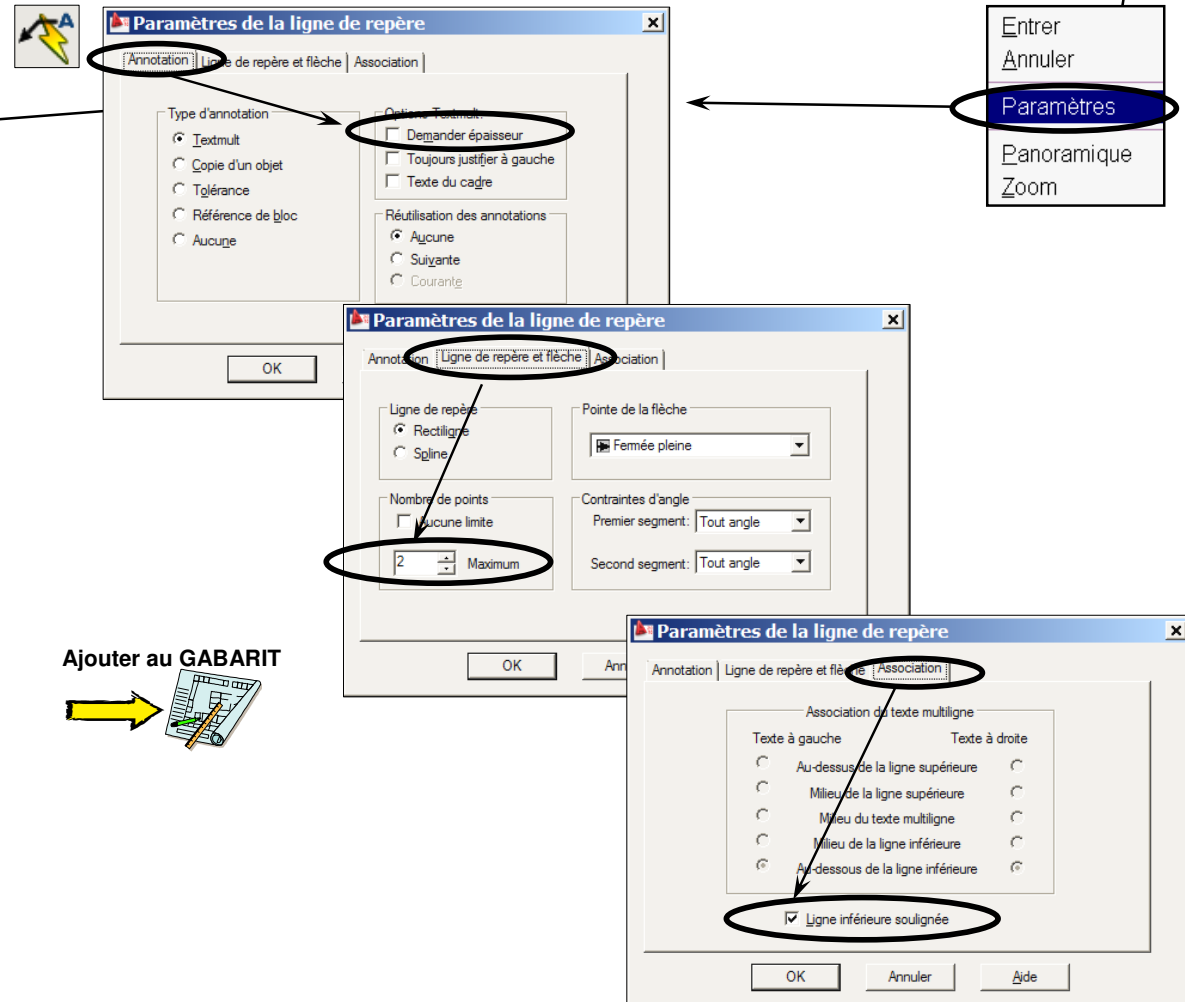 A
Paramètres de la ligne de repère
Annotation Ligne de repère et flèche Association
Type d'annotation
Textmult
Copie d'un objet
Tolérance
Référence de bloc
Aucune
Options Textmult:
Demander épaisseur
Toujours justifier à gauche
Texte du cadre
Réutilisation des annotations
Aucune
Suivante
Courante
OK
Entrer
Annuler
Paramètres
Panoramique
Zoom
Paramètres de la ligne de repère
Annotation Ligne de repère et flèche Association
Ligne de repère
Rectiligne
Spline
Pointe de la flèche
Fermée pleine
Nombre de points
Aucune limite
2 Maximum
Contraintes d'angle
Premier segment: Tout angle
Second segment: Tout angle
OK Ann
Ajouter au GABARIT
Paramètres de la ligne de repère
Annotation Ligne de repère et flèche Association
Association du texte multiligne
Texte à gauche Texte à droite
Au-dessus de la ligne supérieure
Milieu de la ligne supérieure
Milieu du texte multiligne
Milieu de la ligne inférieure
Au-dessous de la ligne inférieure
Ligne inférieure soulignée
OK Annuler Aide